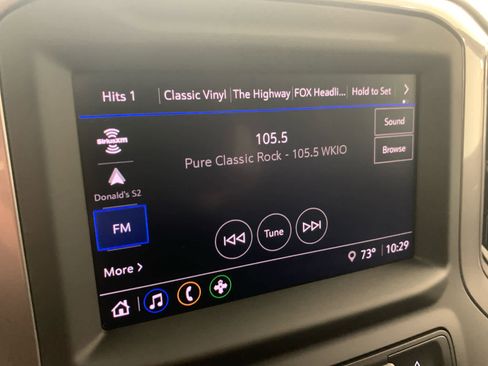 Hits 1 Classic Vinyl The Highway FOX Headli... Hold to Set
Sound
105.5
SiriusXM
Pure Classic Rock - 105.5 WKIO
Browse
Donald's S2
FM
Tune
More
73° 10:29